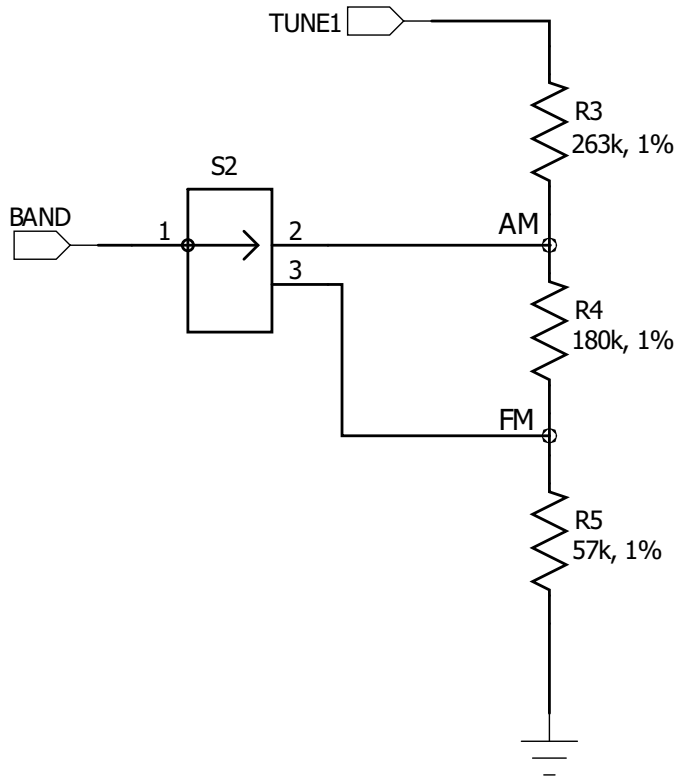 TUNE1
R3
263k, 1%
S2
BAND
1
2
3
AM
R4
180k, 1%
FM
R5
57k, 1%